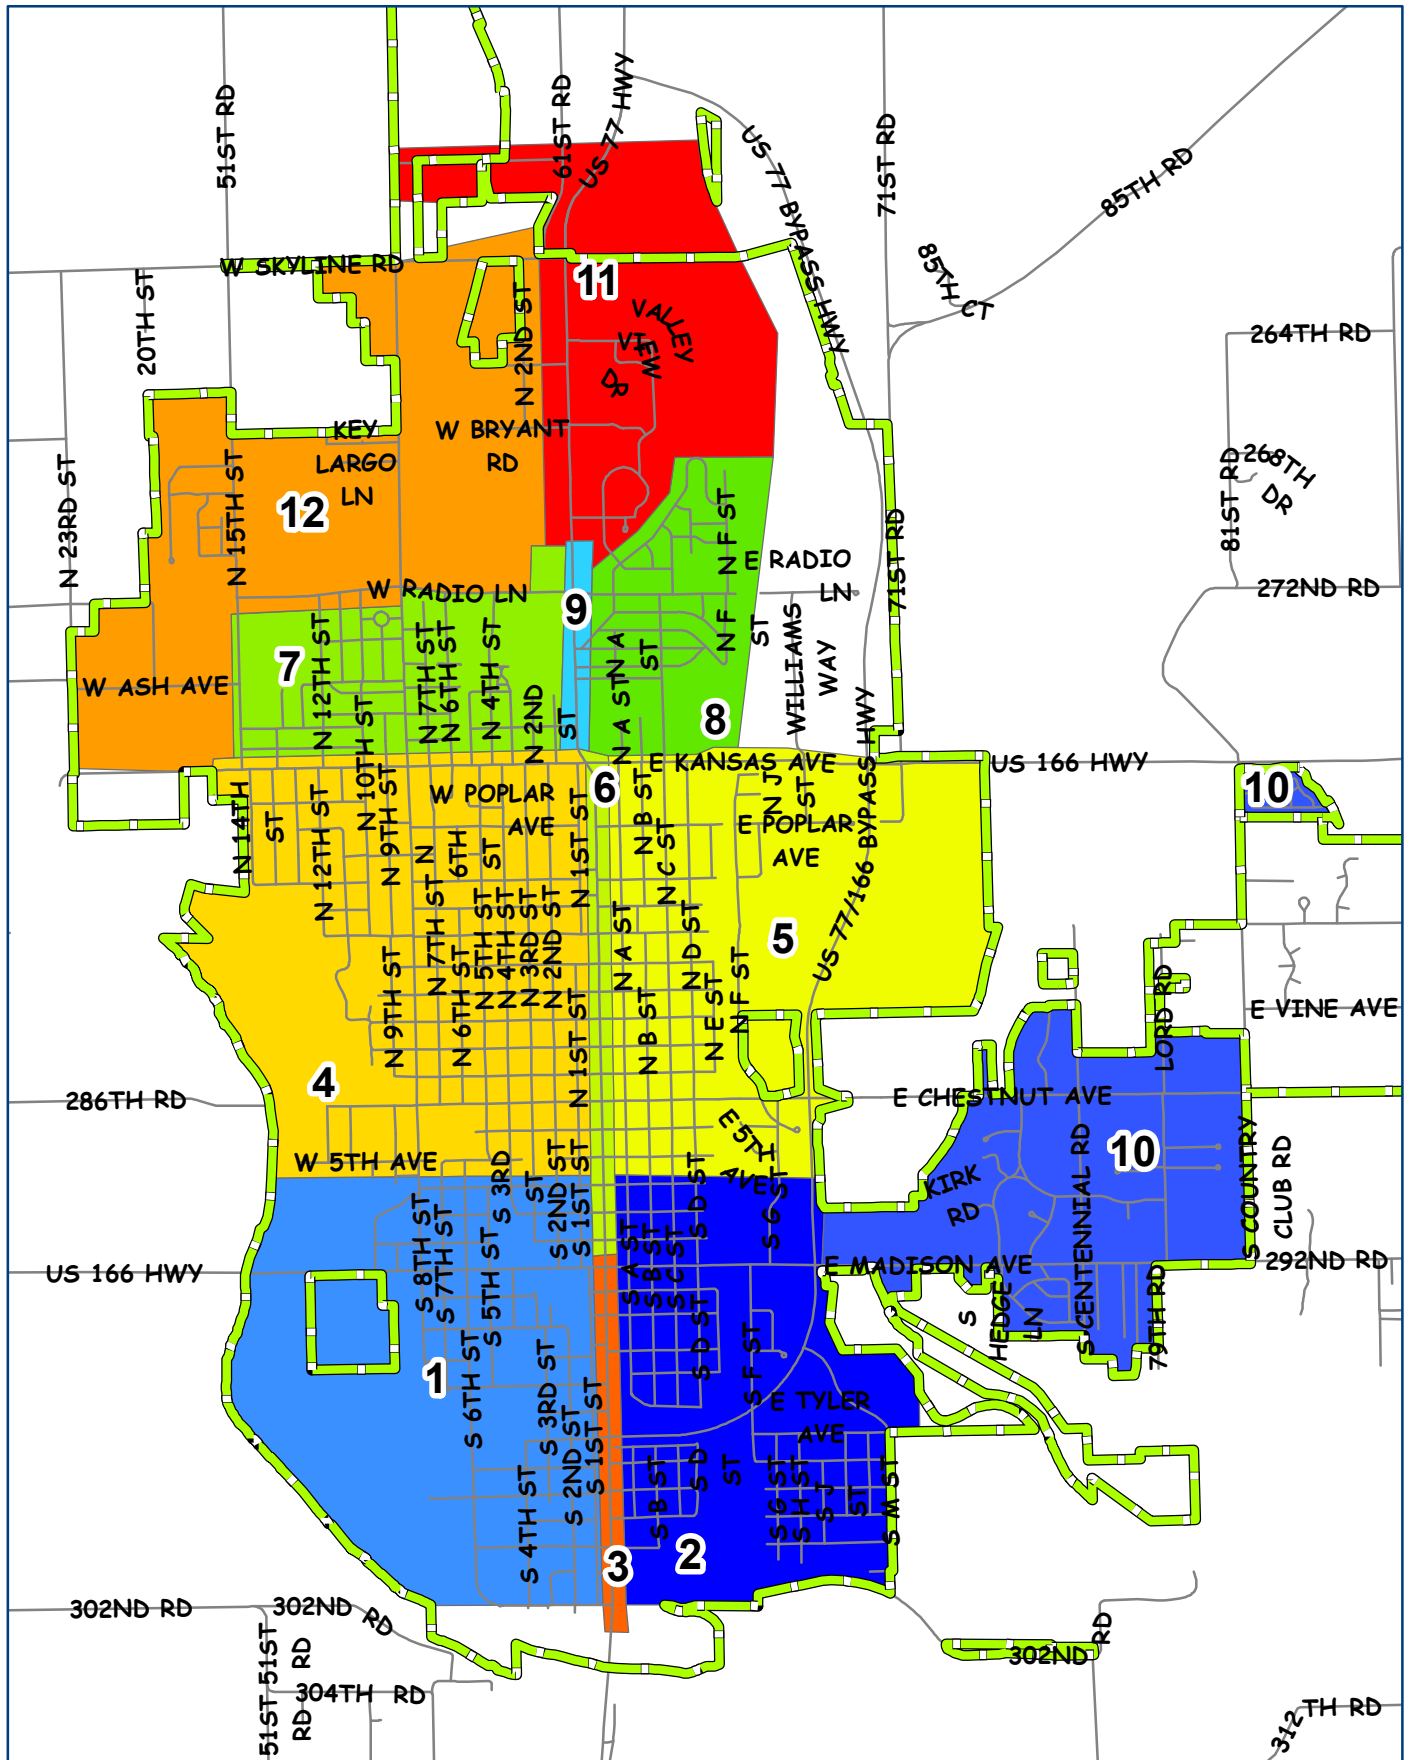 51ST RD
61ST RD
US 77 HWY
US 77 BYPASS HWY
71ST RD
85TH RD
W SKYLINE RD
20TH ST
11
N 2ND ST
VALLEY
VIEW
DR
85TH CT
264TH RD
KEY
LARGO
LN
W BRYANT
RD
N 23RD ST
N 15TH ST
12
N F ST
E RADIO
LN
71ST RD
81ST RD
268TH
DR
272ND RD
W RADIO LN
9
7
W ASH AVE
N 12TH ST
N 7TH ST
N 6TH ST
N 4TH ST
N 2ND
ST
N A ST
N A
ST
N F
ST
8
WILLIAMS
WAY
N 10TH ST
E KANSAS AVE
US 166 HWY
10
6
N 14TH
ST
N 12TH ST
N 9TH ST
W POPLAR
AVE
N 1ST ST
N B ST
N C ST
N J
ST
E POPLAR
AVE
US 77/166 BYPASS HWY
N
6TH
ST
N 7TH ST
N 5TH ST
N 4TH ST
N 3RD ST
N 2ND ST
N A ST
N D ST
5
N 9TH ST
N 6TH ST
N 1ST ST
N B ST
N E ST
N F ST
LORD RD
E VINE AVE
4
286TH RD
E CHESTNUT AVE
W 5TH AVE
E 5TH
AVE
10
KIRK
RD
S CENTENNIAL RD
S COUNTRY
CLUB RD
S 8TH ST
S 7TH ST
S 3RD
ST
S 5TH ST
S 2ND ST
S 1ST ST
S A ST
S B ST
S C ST
S D ST
S G ST
US 166 HWY
E MADISON AVE
292ND RD
S
HEDGE
LN
79TH RD
1
S 6TH ST
S 3RD ST
S 2ND ST
S 1ST ST
S 4TH ST
S D ST
S F ST
E TYLER
AVE
S B ST
S D
ST
S G ST
S H ST
S J
ST
S M ST
3
2
302ND RD
302ND RD
51ST
RD
51ST
RD
304TH RD
302ND RD
312TH RD